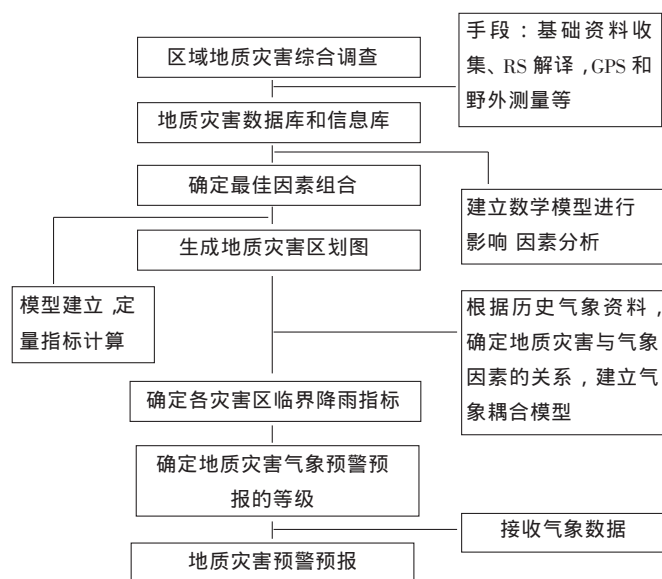 手段：基础资料收
集、RS 解译，GPS 和
野外测量等
区域地质灾害综合调查
地质灾害数据库和信息库
确定最佳因素组合
建立数学模型进行
影响 因素分析
生成地质灾害区划图
模型建立，定
量指标计算
根据历史气象资料，
确定地质灾害与气象
因素的关系，建立气
象耦合模型
确定各灾害区临界降雨指标
确定地质灾害气象预警预
报的等级
接收气象数据
地质灾害预警预报